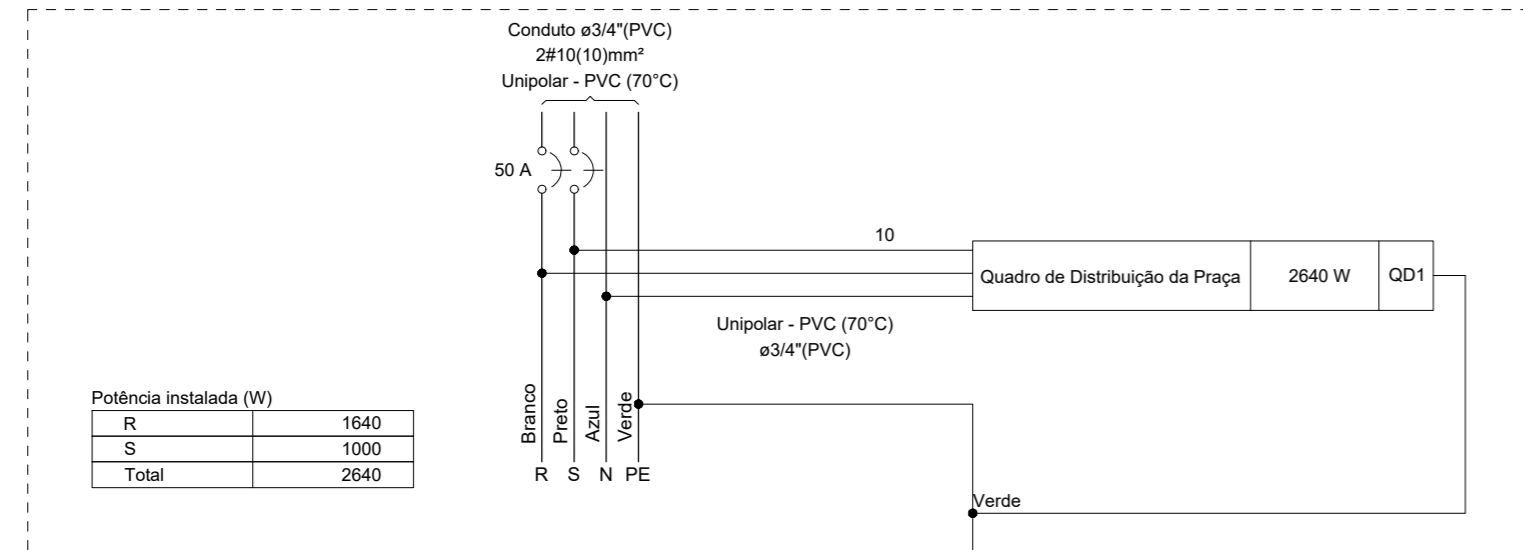 Conduto ø3/4"(PVC)
2#10(10)mm²
Unipolar - PVC (70°C)
50 A
10
Quadro de Distribuição da Praça 2640 W QD1
Unipolar - PVC (70°C)
ø3/4"(PVC)
Branco
Preto
Azul
Verde
R S N PE
Potência instalada (W)
R 1640
S 1000
Total 2640
Verde